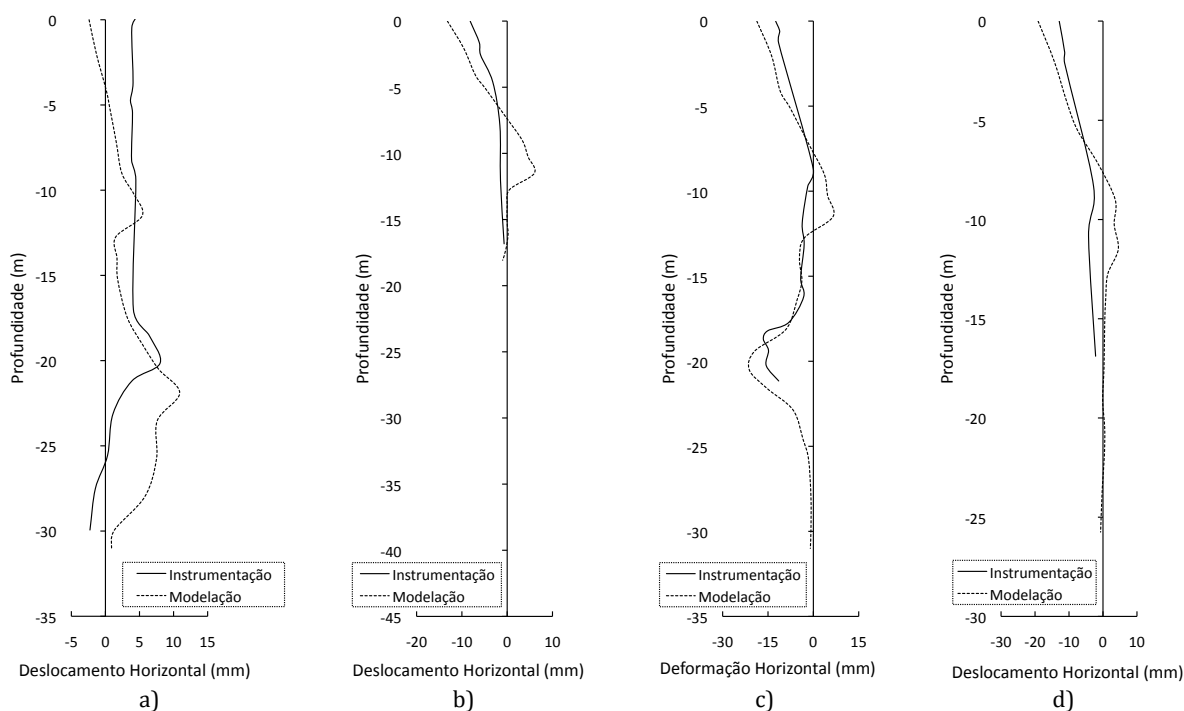 0
-5
-10
-15
-20
-25
-30
-35
Profundidade (m)
Instrumentação
Modelação
-5 0 5 10 15
Deslocamento Horizontal (mm)
a)
0
-5
-10
-15
-20
-25
-30
-35
-40
-45
Profundidade (m)
Instrumentação
Modelação
-20 -10 0 10
Deslocamento Horizontal (mm)
b)
0
-5
-10
-15
-20
-25
-30
-35
Profundidade (m)
Instrumentação
Modelação
-30 -15 0 15
Deformação Horizontal (mm)
c)
0
-5
-10
-15
-20
-25
-30
Profundidade (m)
Instrumentação
Modelação
-30 -20 -10 0 10
Deslocamento Horizontal (mm)
d)